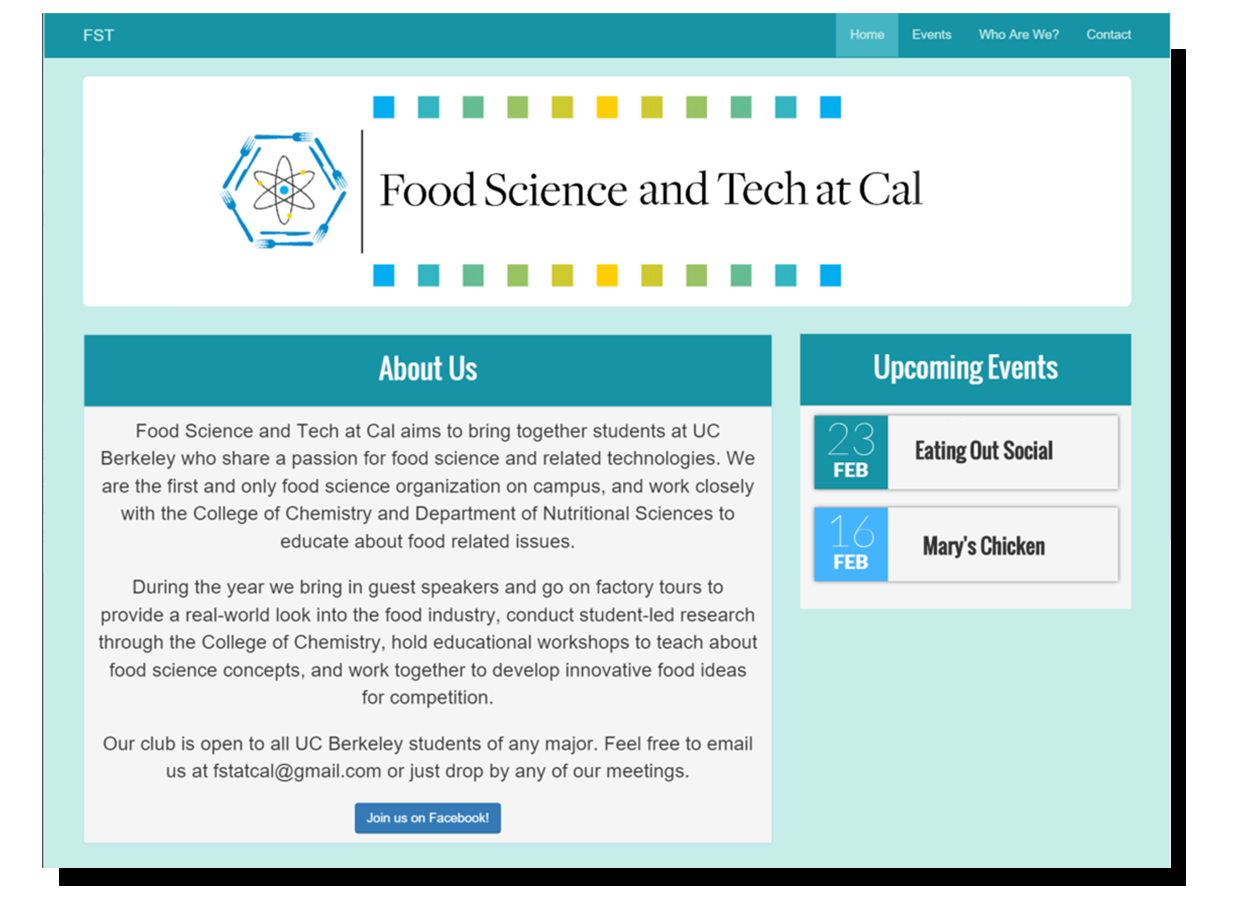 FST
Home Events Who Are We? Contact
Food Science and Tech at Cal
About Us
Food Science and Tech at Cal aims to bring together students at UC
Berkeley who share a passion for food science and related technologies. We
are the first and only food science organization on campus, and work closely
with the College of Chemistry and Department of Nutritional Sciences to
educate about food related issues.
During the year we bring in guest speakers and go on factory tours to
provide a real-world look into the food industry, conduct student-led research
through the College of Chemistry, hold educational workshops to teach about
food science concepts, and work together to develop innovative food ideas
for competition.
Our club is open to all UC Berkeley students of any major. Feel free to email
us at fstatcal@gmail.com or just drop by any of our meetings.
Join us on Facebook!
Upcoming Events
23
FEB
Eating Out Social
16
FEB
Mary's Chicken